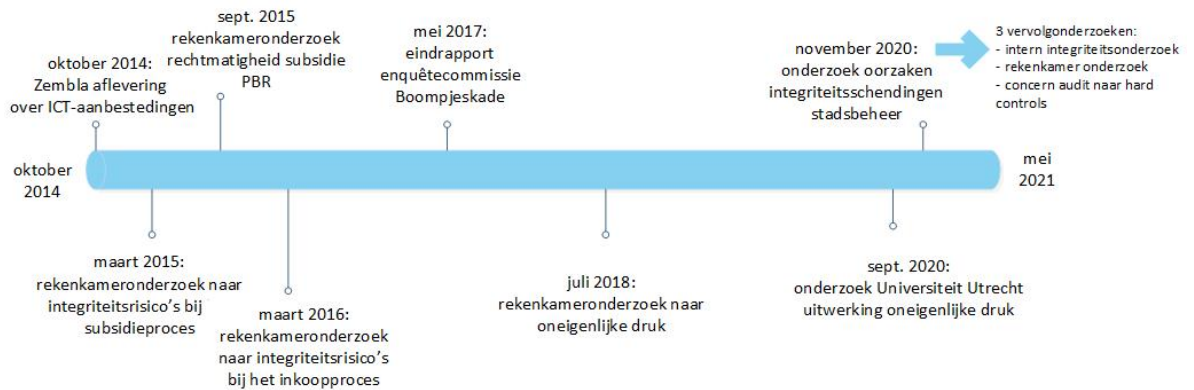 oktober
2014
oktober 2014:
Zembla aflevering
over ICT-aanbestedingen
maart 2015:
rekenkameronderzoek naar
integriteitsrisico's bij
subsidieproces
sept. 2015
rekenkameronderzoek
rechtmatigheid subsidie
PBR
maart 2016:
rekenkameronderzoek
naar integriteitsrisico's
bij het inkoopproces
mei 2017:
eindrapport
enquêtecommissie
Boompjeskade
juli 2018:
rekenkameronderzoek naar
oneigenlijke druk
sept. 2020:
onderzoek Universiteit Utrecht
uitwerking oneigenlijke druk
november 2020:
onderzoek oorzaken
integriteitsschendingen
stadsbeheer
3 vervolgonderzoeken:
- intern integriteitsonderzoek
- rekenkamer onderzoek
- concern audit naar hard
controls
mei
2021